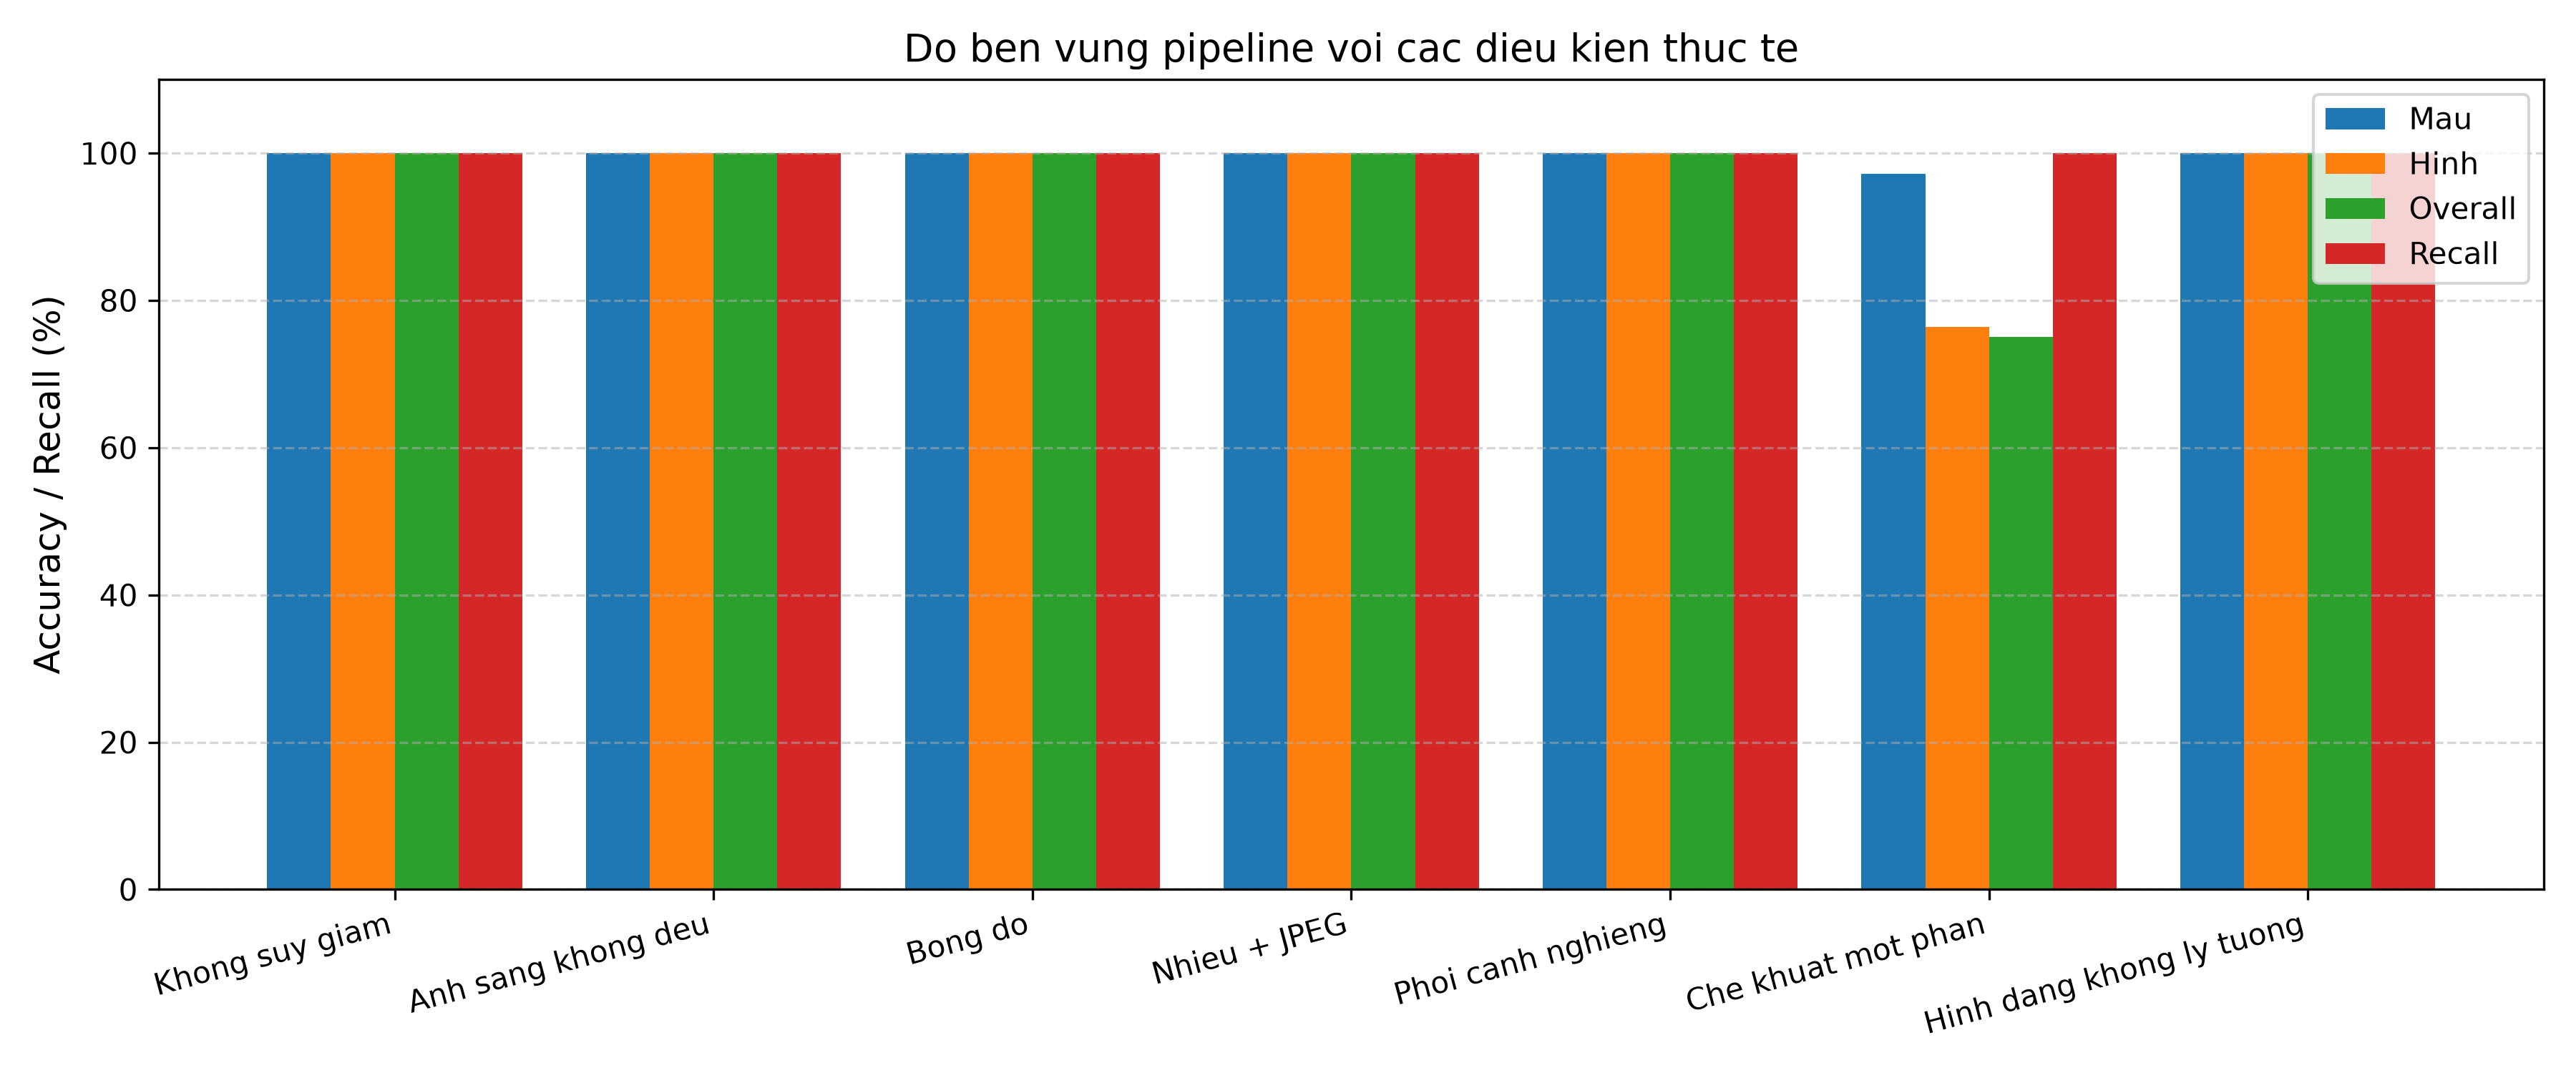 Do ben vung pipeline voi cac dieu kien thuc te
Accuracy / Recall (%)
100
80
60
40
20
0
Mau
Hinh
Overall
Recall
Khong suy giam
Anh sang khong deu
Bong do
Nhieu + JPEG
Phoi canh nghieng
Che khuat mot phan
Hinh dang khong ly tuong